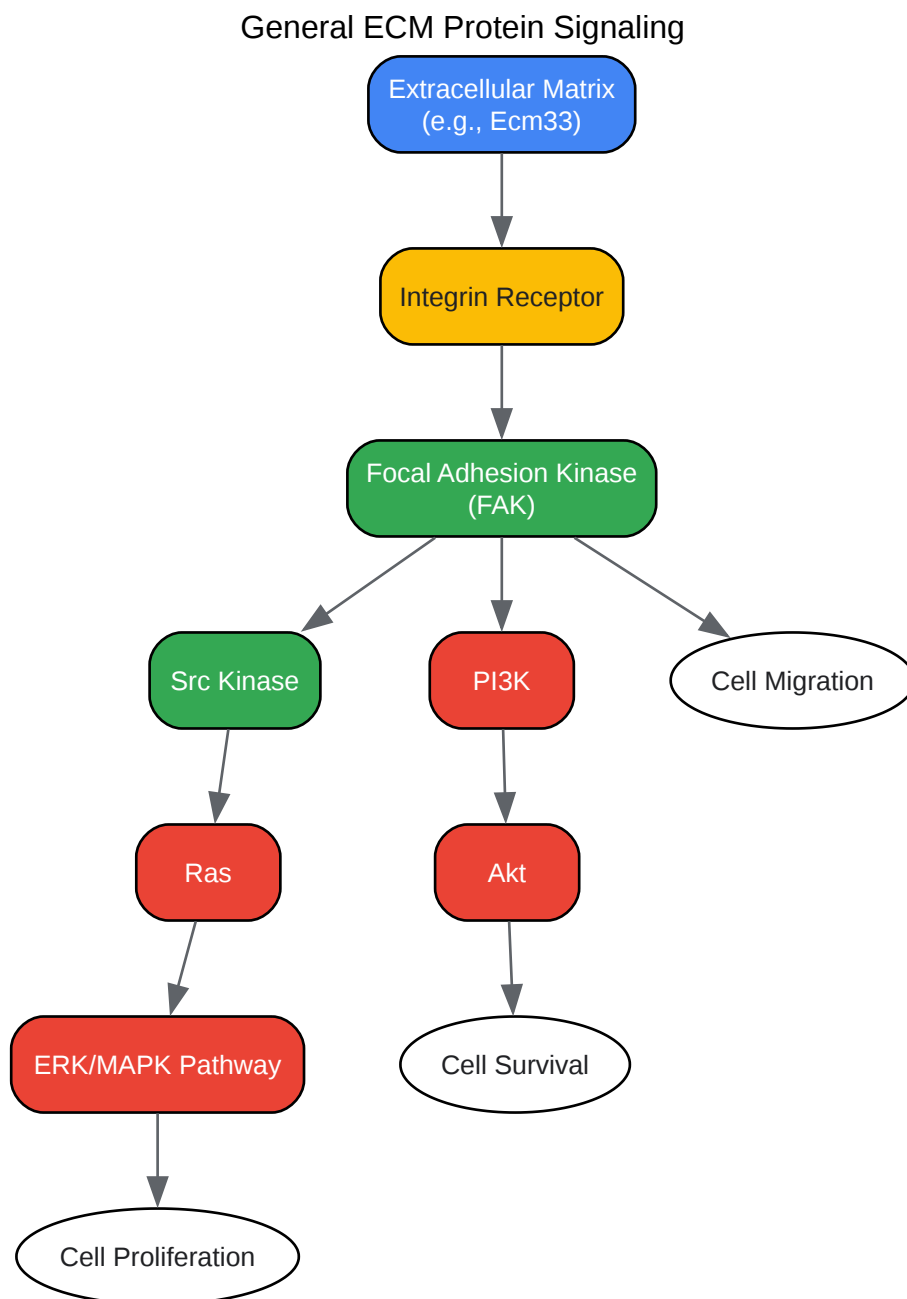 General ECM Protein Signaling
Extracellular Matrix
(e.g., Ecm33)
Integrin Receptor
Focal Adhesion Kinase
(FAK)
Src Kinase
PI3K
Cell Migration
Ras
Akt
ERK/MAPK Pathway
Cell Survival
Cell Proliferation